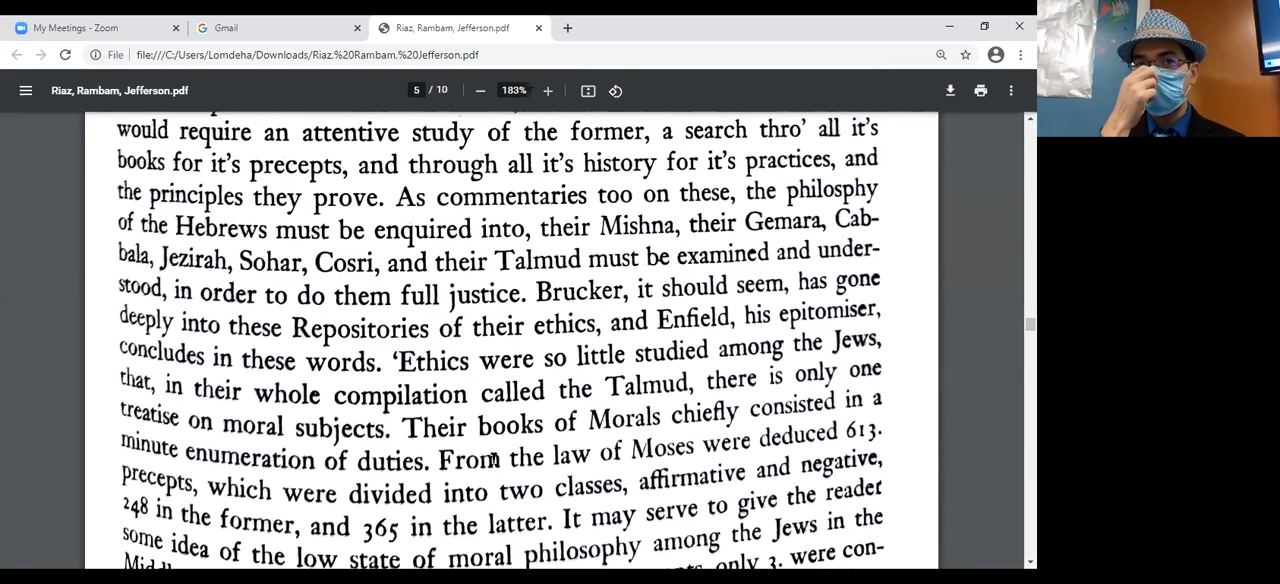 My Meetings - Zoom
Gmail
Riaz, Rambam, Jefferson.pdf
File
file:///C:/Users/Lomdeha/Downloads/Riaz,%20Rambam,%20Jefferson.pdf
Riaz, Rambam, Jefferson.pdf
5 / 10
183%
would require an attentive study of the former, a search thro' all it's
books for it's precepts, and through all it's history for it's practices, and
the principles they prove. As commentaries too on these, the philosphy
of the Hebrews must be enquired into, their Mishna, their Gemara, Cab-
bala, Jezirah, Sohar, Cosri, and their Talmud must be examined and under-
stood, in order to do them full justice. Brucker, it should seem, has gone
deeply into these Repositories of their ethics, and Enfield, his epitomiser,
concludes in these words. 'Ethics were so little studied among the Jews,
that, in their whole compilation called the Talmud, there is only one
treatise on moral subjects. Their books of Morals chiefly consisted in a
minute enumeration of duties. From the law of Moses were deduced 613.
precepts, which were divided into two classes, affirmative and negative,
248 in the former, and 365 in the latter. It may serve to give the reader
some idea of the low state of moral philosophy among the Jews in the
only 3. were con-